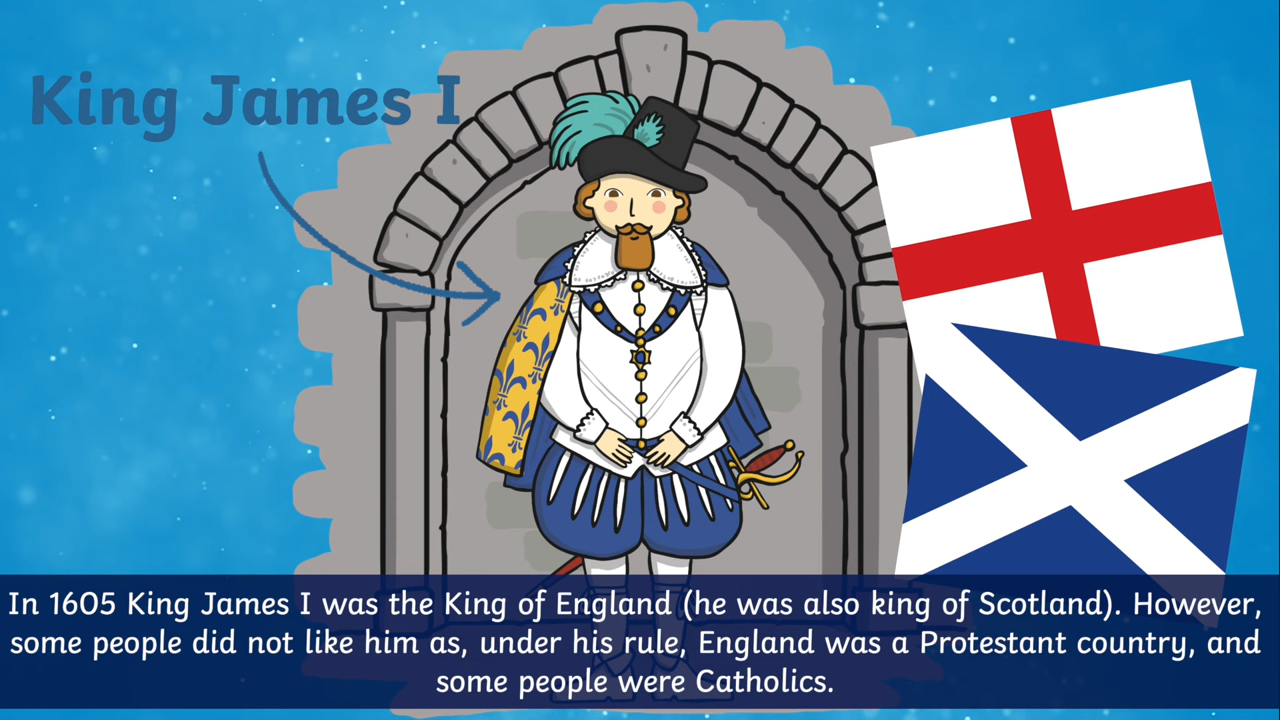 King James I
In 1605 King James I was the King of England (he was also king of Scotland). However,
some people did not like him as, under his rule, England was a Protestant country, and
some people were Catholics.